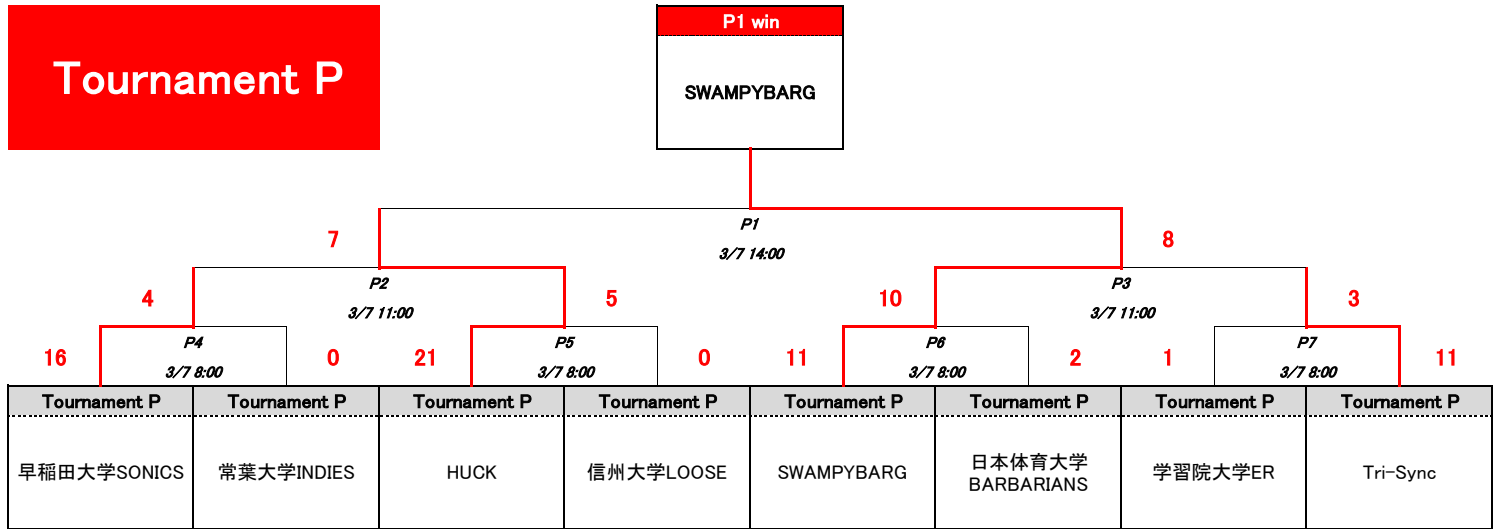 P1 win
Tournament P
SWAMPYBARG
P1
7
8
3/7 14:00
P2
P3
4
5
10
3
3/7 11:00
3/7 11:00
P4
P5
P6
P7
16
0
21
0
11
2
1
11
3/7 8:00
3/7 8:00
3/7 8:00
3/7 8:00
Tournament P
Tournament P
Tournament P
Tournament P
Tournament P
Tournament P
Tournament P
Tournament P
早稲田大学SONICS
常葉大学INDIES
HUCK
信州大学LOOSE
SWAMPYBARG
日本体育大学
BARBARIANS
学習院大学ER
Tri-Sync